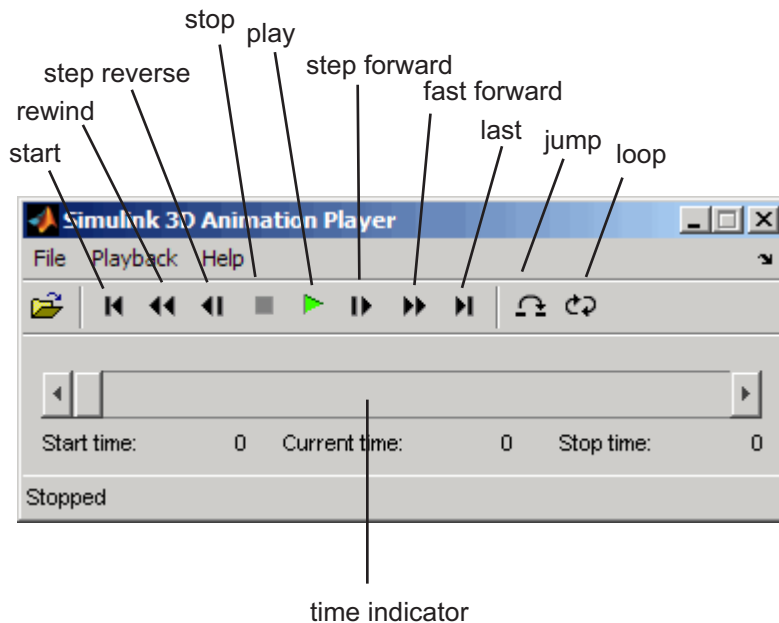 stop
play
step reverse
step forward
rewind
fast forward
start
last
jump
loop
Simulink 3D Animation Player
File Playback Help
Start time: 0 Current time: 0 Stop time: 0
Stopped
time indicator